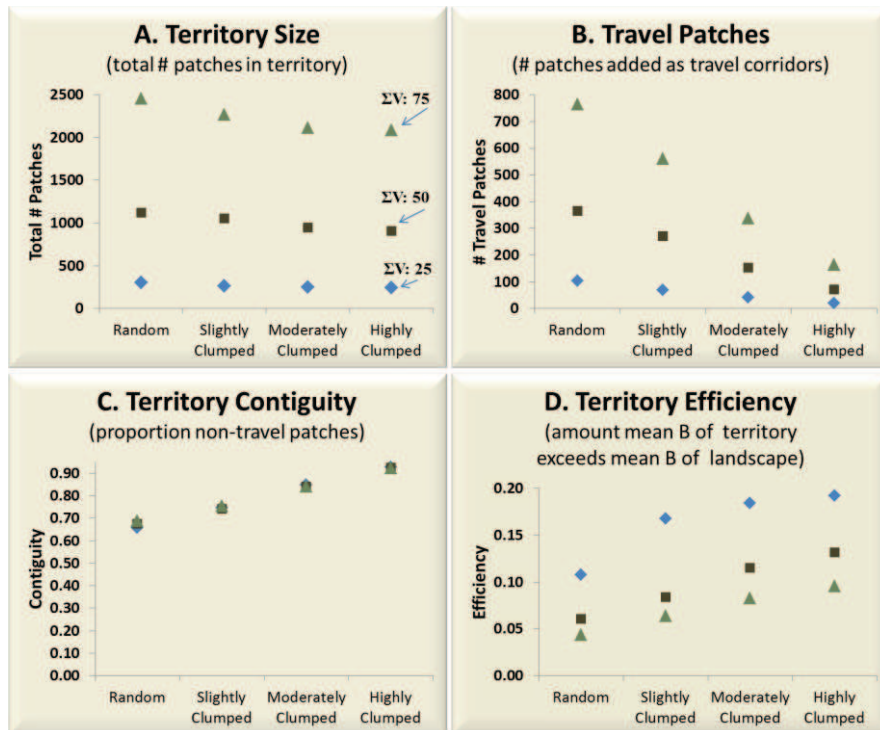 A. Territory Size
(total # patches in territory)
Total # Patches
2500
2000
1500
1000
500
0
ΣV: 75
ΣV: 50
ΣV: 25
Random
Slightly
Clumped
Moderately
Clumped
Highly
Clumped
B. Travel Patches
(# patches added as travel corridors)
# Travel Patches
800
700
600
500
400
300
200
100
0
Random
Slightly
Clumped
Moderately
Clumped
Highly
Clumped
C. Territory Contiguity
(proportion non-travel patches)
Contiguity
0.90
0.80
0.70
0.60
0.50
0.40
0.30
0.20
0.10
0.00
Random
Slightly
Clumped
Moderately
Clumped
Highly
Clumped
D. Territory Efficiency
(amount mean B of territory
exceeds mean B of landscape)
Efficiency
0.20
0.15
0.10
0.05
0.00
Random
Slightly
Clumped
Moderately
Clumped
Highly
Clumped